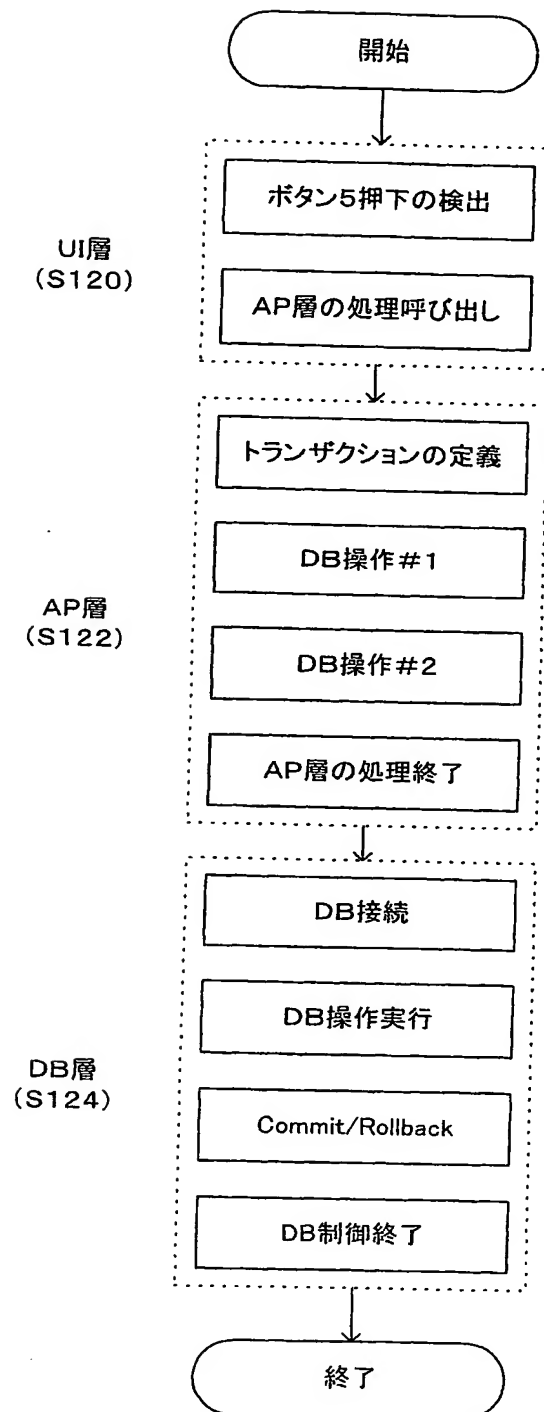 開始
UI層
(S120)
ボタン5押下の検出
AP層の処理呼び出し
AP層
(S122)
トランザクションの定義
DB操作#1
DB操作#2
AP層の処理終了
DB層
(S124)
DB接続
DB操作実行
Commit/Rollback
DB制御終了
終了